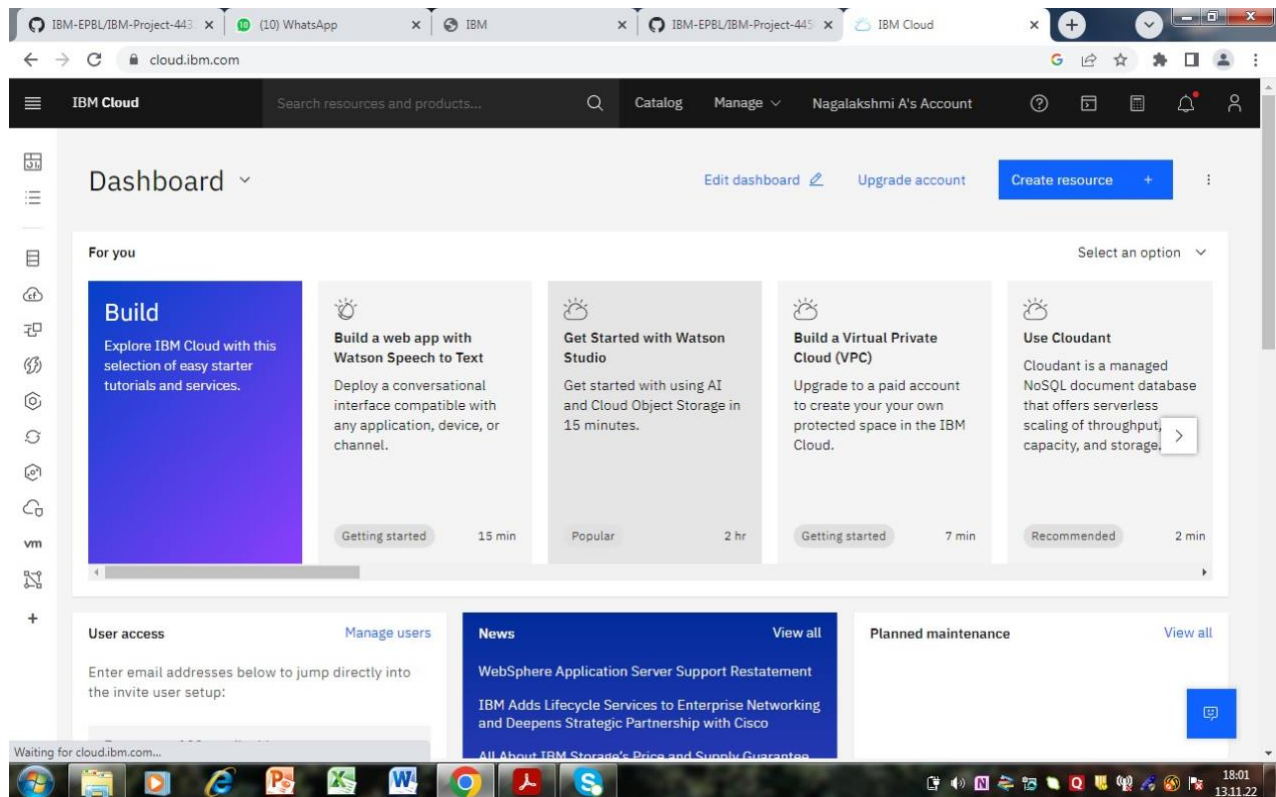 IBM-EPBL/IBM-Project-443
(10) WhatsApp
IBM
IBM-EPBL/IBM-Project-445
IBM Cloud
cloud.ibm.com
IBM Cloud
Search resources and products...
Catalog
Manage
Nagalakshmi A's Account
Dashboard
Edit dashboard
Upgrade account
Create resource +
For you
Select an option
Build
Explore IBM Cloud with this
selection of easy starter
tutorials and services.
Build a web app with
Watson Speech to Text
Deploy a conversational
interface compatible with
any application, device, or
channel.
Getting started
15 min
Get Started with Watson
Studio
Get started with using AI
and Cloud Object Storage in
15 minutes.
Popular
2 hr
Build a Virtual Private
Cloud (VPC)
Upgrade to a paid account
to create your your own
protected space in the IBM
Cloud.
Getting started
7 min
Use Cloudant
Cloudant is a managed
NoSQL document database
that offers serverless
scaling of throughput,
capacity, and storage.
Recommended
2 min
vm
User access
Manage users
Enter email addresses below to jump directly into
the invite user setup:
News
View all
WebSphere Application Server Support Restatement
IBM Adds Lifecycle Services to Enterprise Networking
and Deepens Strategic Partnership with Cisco
All About IBM Storage's Price and Supply Guarantee
Planned maintenance
View all
Waiting for cloud.ibm.com...
18:01
13.11.22